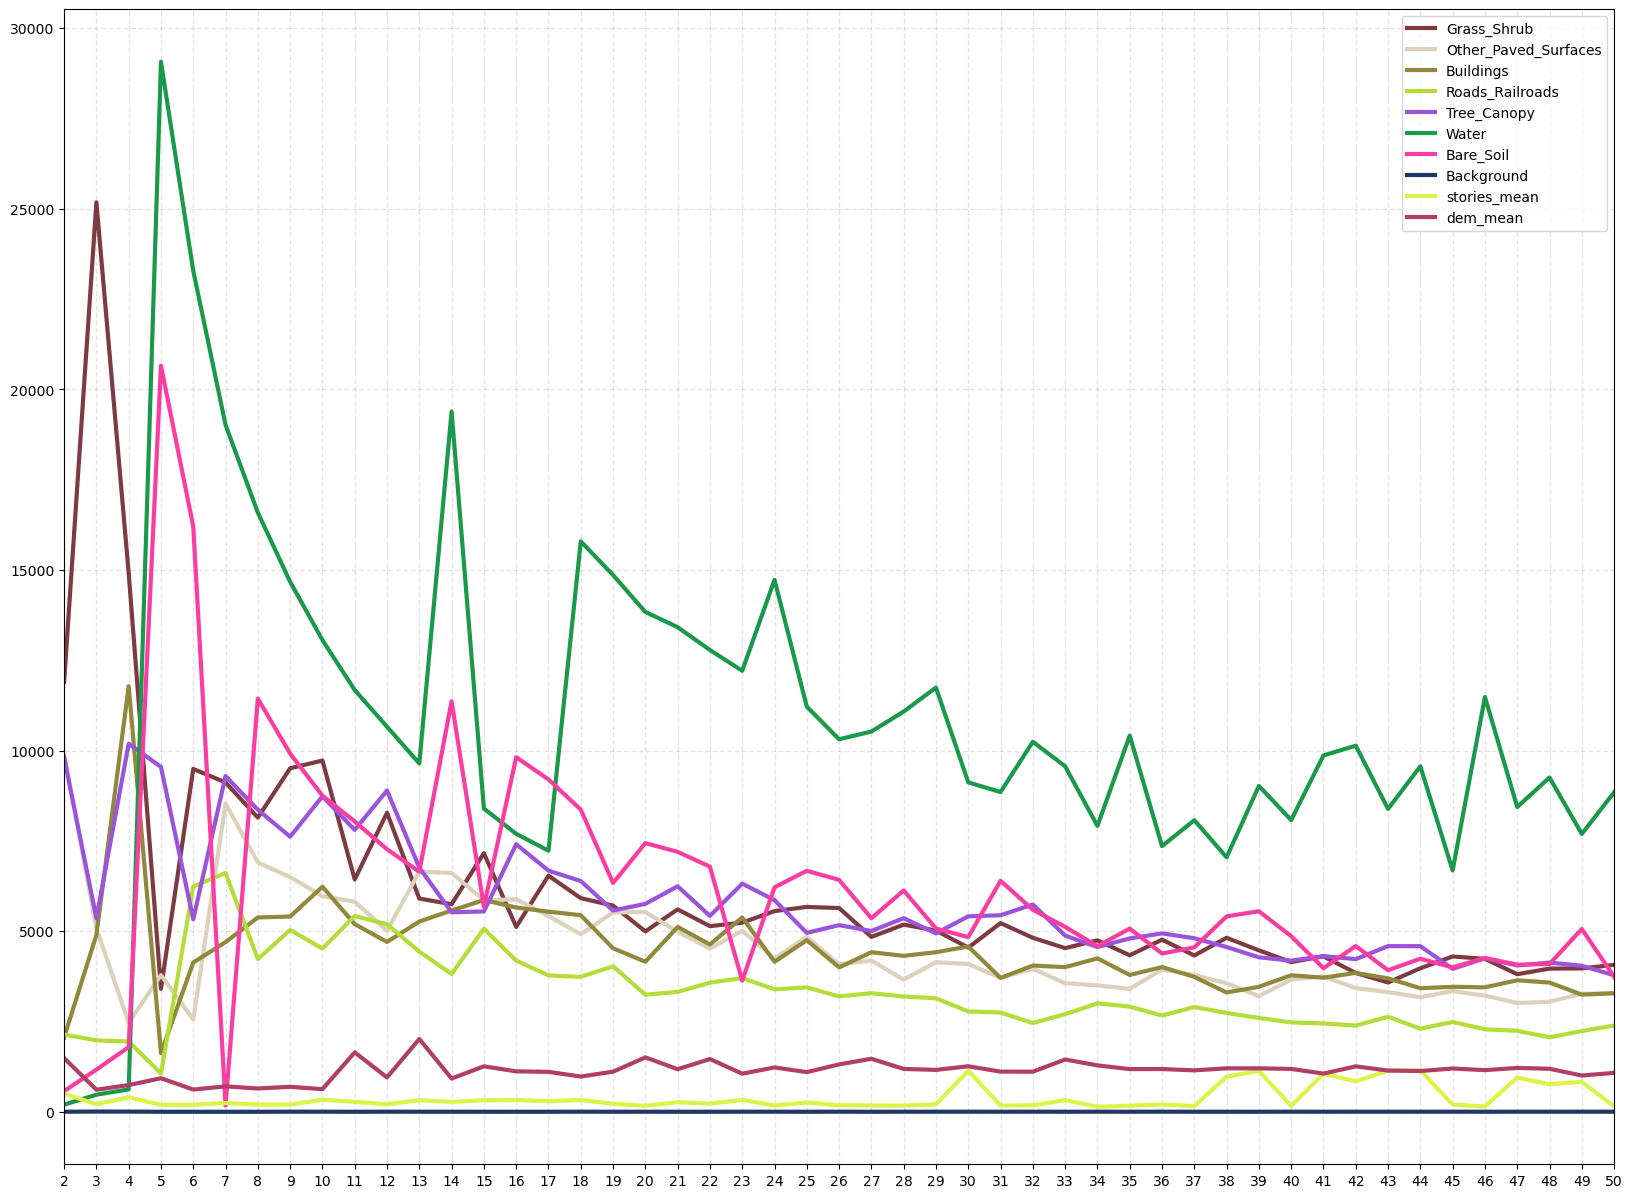 30000
25000
20000
15000
10000
5000
0
Grass_Shrub
Other_Paved_Surfaces
Buildings
Roads_Railroads
Tree_Canopy
Water
Bare_Soil
Background
stories_mean
dem_mean
2 3 4 5 6 7 8 9 10 11 12 13 14 15 16 17 18 19 20 21 22 23 24 25 26 27 28 29 30 31 32 33 34 35 36 37 38 39 40 41 42 43 44 45 46 47 48 49 50